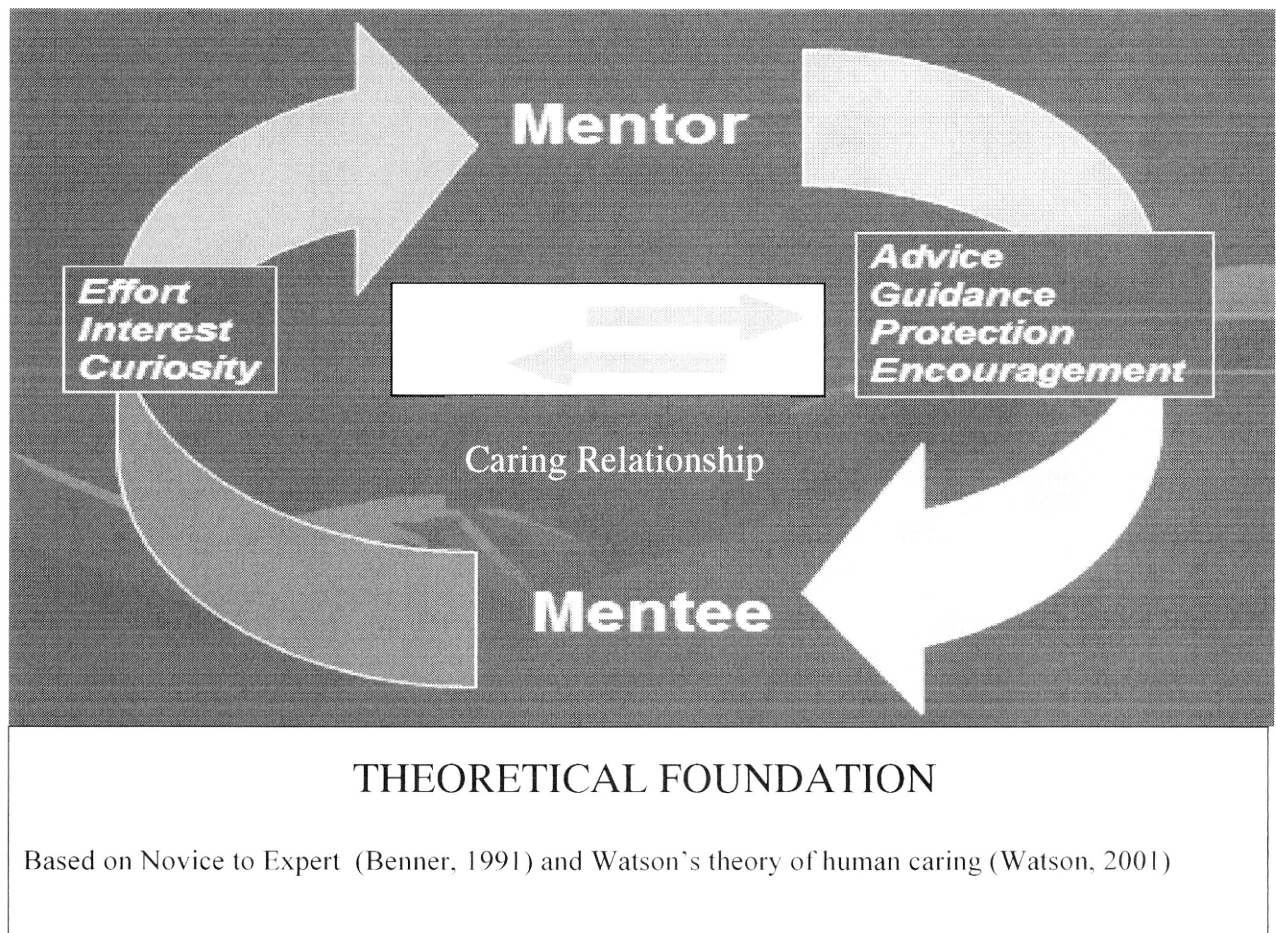 Mentor
Effort
Interest
Curiosity
Advice
Guidance
Protection
Encouragement
Caring Relationship
Mentee
THEORETICAL FOUNDATION
Based on Novice to Expert (Benner, 1991) and Watson's theory of human caring (Watson, 2001)